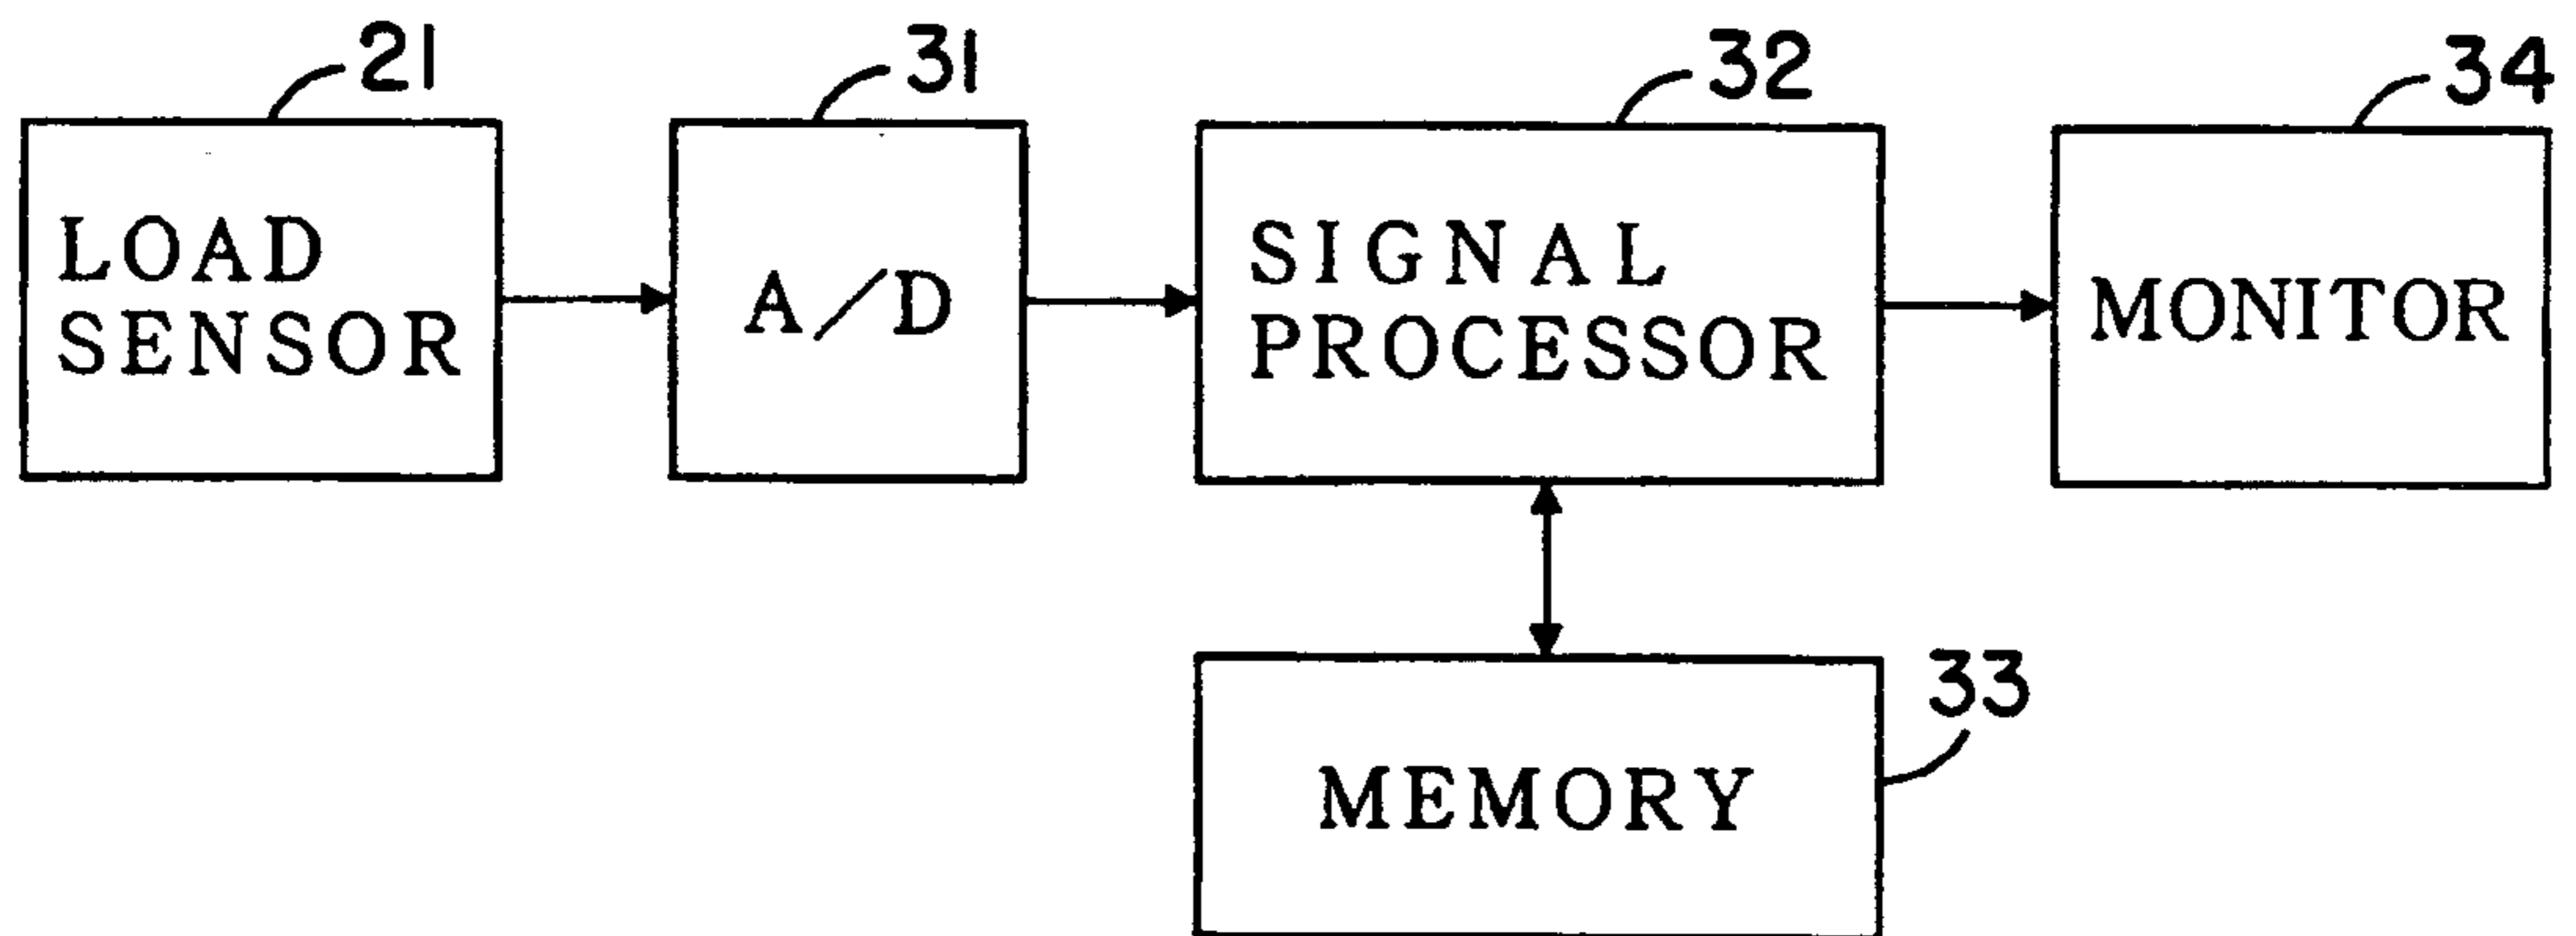 21
31
32
34
LOAD
SENSOR
A/D
SIGNAL
PROCESSOR
MONITOR
33
MEMORY